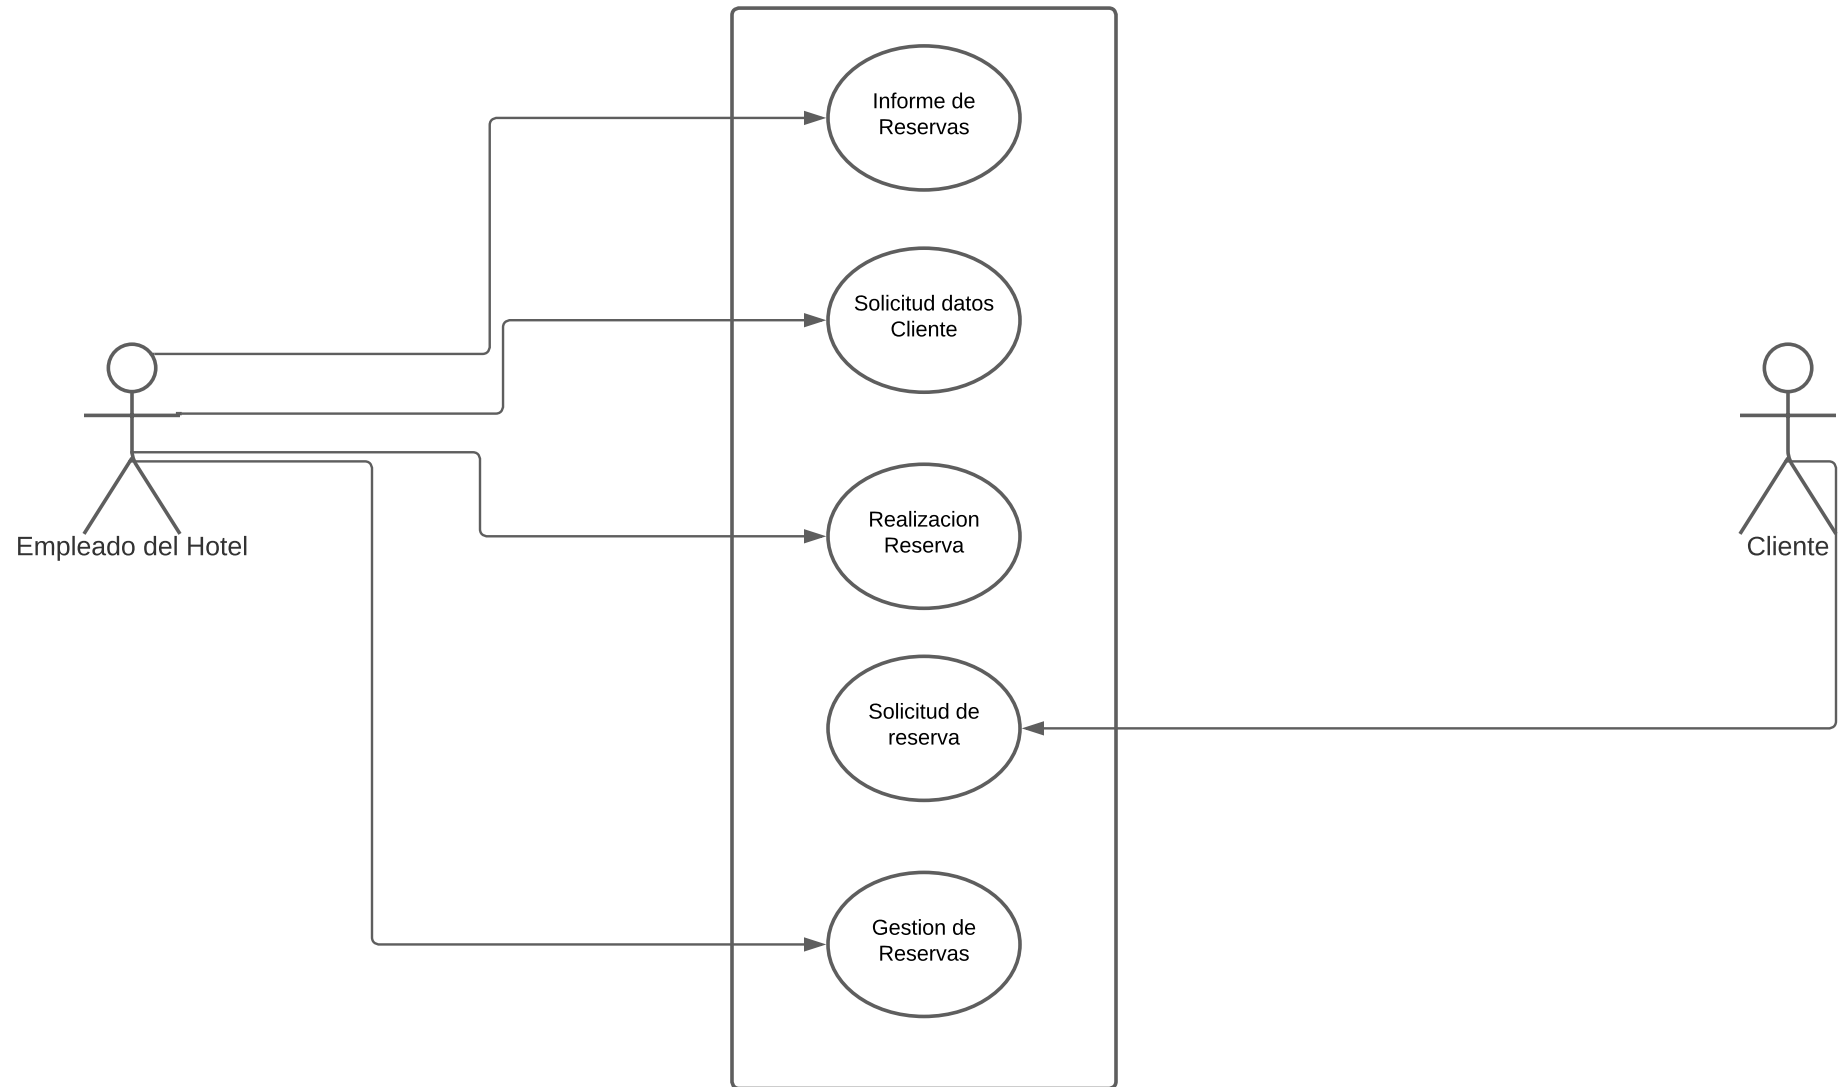 Informe de
Reservas
Solicitud datos
Cliente
Empleado del Hotel
Cliente
Realizacion
Reserva
Solicitud de
reserva
Gestion de
Reservas